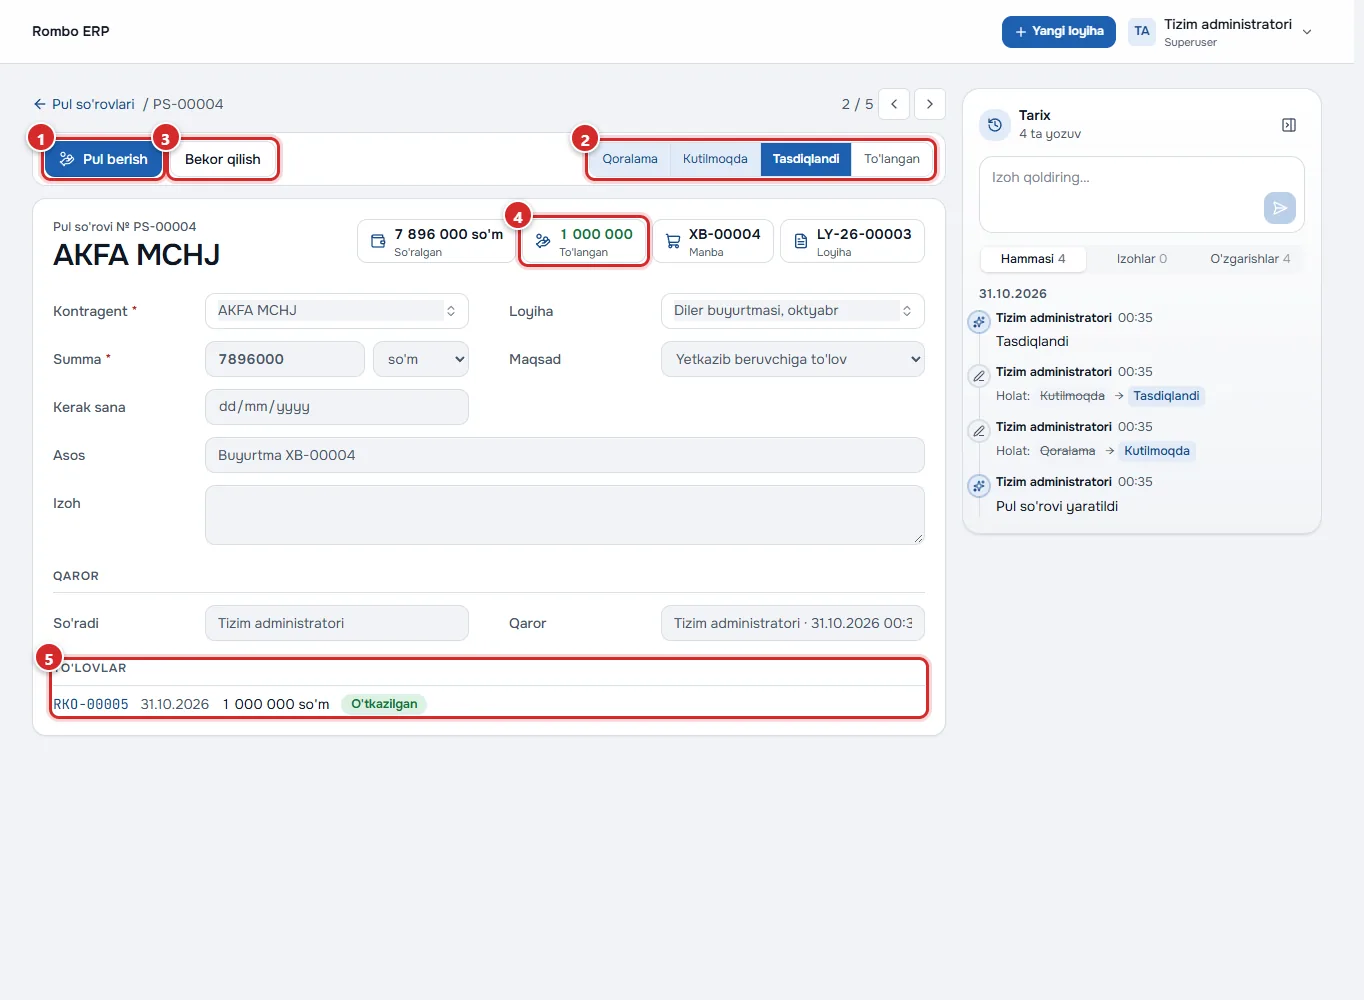 Rombo ERP
+ Yangi loyiha
TA
Tizim administratori
Superuser
← Pul so'rovlari / PS-00004
2 / 5
1
Pul berish
3
Bekor qilish
2
Qoralama
Kutilmoqda
Tasdiqlandi
To'langan
Pul so'rovi № PS-00004
AKFA MCHJ
7 896 000 so'm
So'ralgan
4
1 000 000
To'langan
XB-00004
Manba
LY-26-00003
Loyiha
Kontragent *
AKFA MCHJ
Loyiha
Diler buyurtmasi, oktyabr
Summa *
7896000
so'm
Maqsad
Yetkazib beruvchiga to'lov
Kerak sana
dd/mm/yyyy
Asos
Buyurtma XB-00004
Izoh
QAROR
So'radi
Tizim administratori
Qaror
Tizim administratori · 31.10.2026 00:3
5
O'LOVLAR
RKO-00005 31.10.2026 1 000 000 so'm O'tkazilgan
Tarix
4 ta yozuv
Izoh qoldiring...
Hammasi 4
Izohlar 0
O'zgarishlar 4
31.10.2026
Tizim administratori 00:35
Tasdiqlandi
Tizim administratori 00:35
Holat: Kutilmoqda → Tasdiqlandi
Tizim administratori 00:35
Holat: Qoralama → Kutilmoqda
Tizim administratori 00:35
Pul so'rovi yaratildi